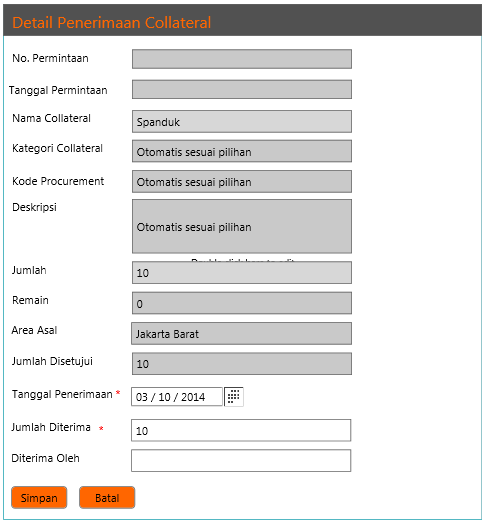 Detail Penerimaan Collateral
No. Permintaan
Tanggal Permintaan
Nama Collateral Spanduk
Kategori Collateral Otomatis sesuai pilihan
Kode Procurement Otomatis sesuai pilihan
Deskripsi
Otomatis sesuai pilihan
Jumlah 10
Remain 0
Area Asal Jakarta Barat
Jumlah Disetujui 10
Tanggal Penerimaan * 03 / 10 / 2014
Jumlah Diterima * 10
Diterima Oleh
Simpan Batal